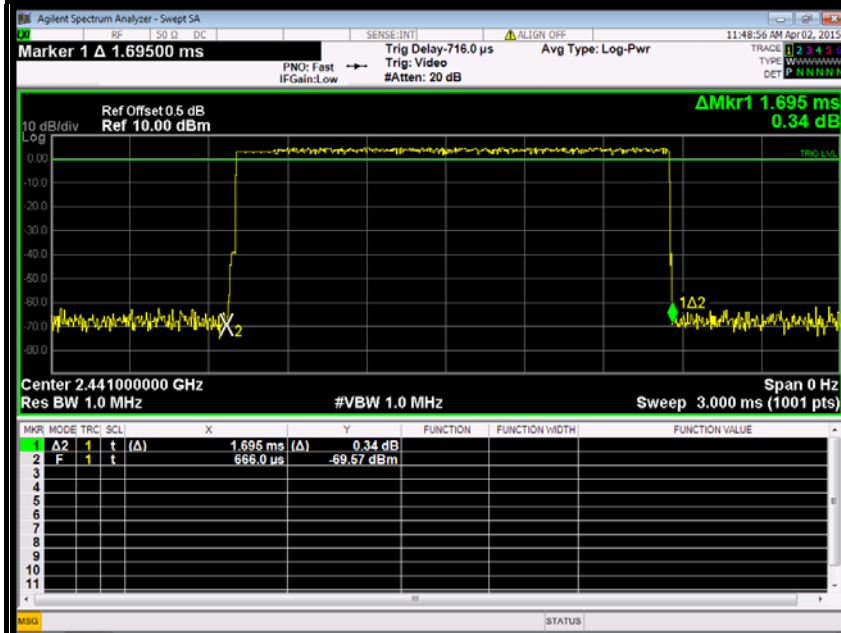 Agilent Spectrum Analyzer - Swept SA
RF 50 Ω DC SENSE:INT ALIGN OFF 11:48:56 AM Apr 02, 2015
Marker 1 Δ 1.69500 ms Trig Delay-716.0 µs Avg Type: Log-Pwr TRACE 1 2 3 4 5 6
PNO: Fast Trig: Video TYPE WWWWWW
IFGain:Low #Atten: 20 dB DET P N N N N N
Ref Offset 0.5 dB ΔMkr1 1.695 ms
10 dB/div Ref 10.00 dBm 0.34 dB
Log
0.00 TRIG LVL
-10.0
-20.0
-30.0
-40.0
-50.0
-60.0
1Δ2
-70.0
2
-80.0
Center 2.441000000 GHz Span 0 Hz
Res BW 1.0 MHz #VBW 1.0 MHz Sweep 3.000 ms (1001 pts)
MKR MODE TRC SCL X Y FUNCTION FUNCTION WIDTH FUNCTION VALUE
1 Δ2 1 t (Δ) 1.695 ms (Δ) 0.34 dB
2 F 1 t 666.0 µs -69.57 dBm
3
4
5
6
7
8
9
10
11
MSG STATUS